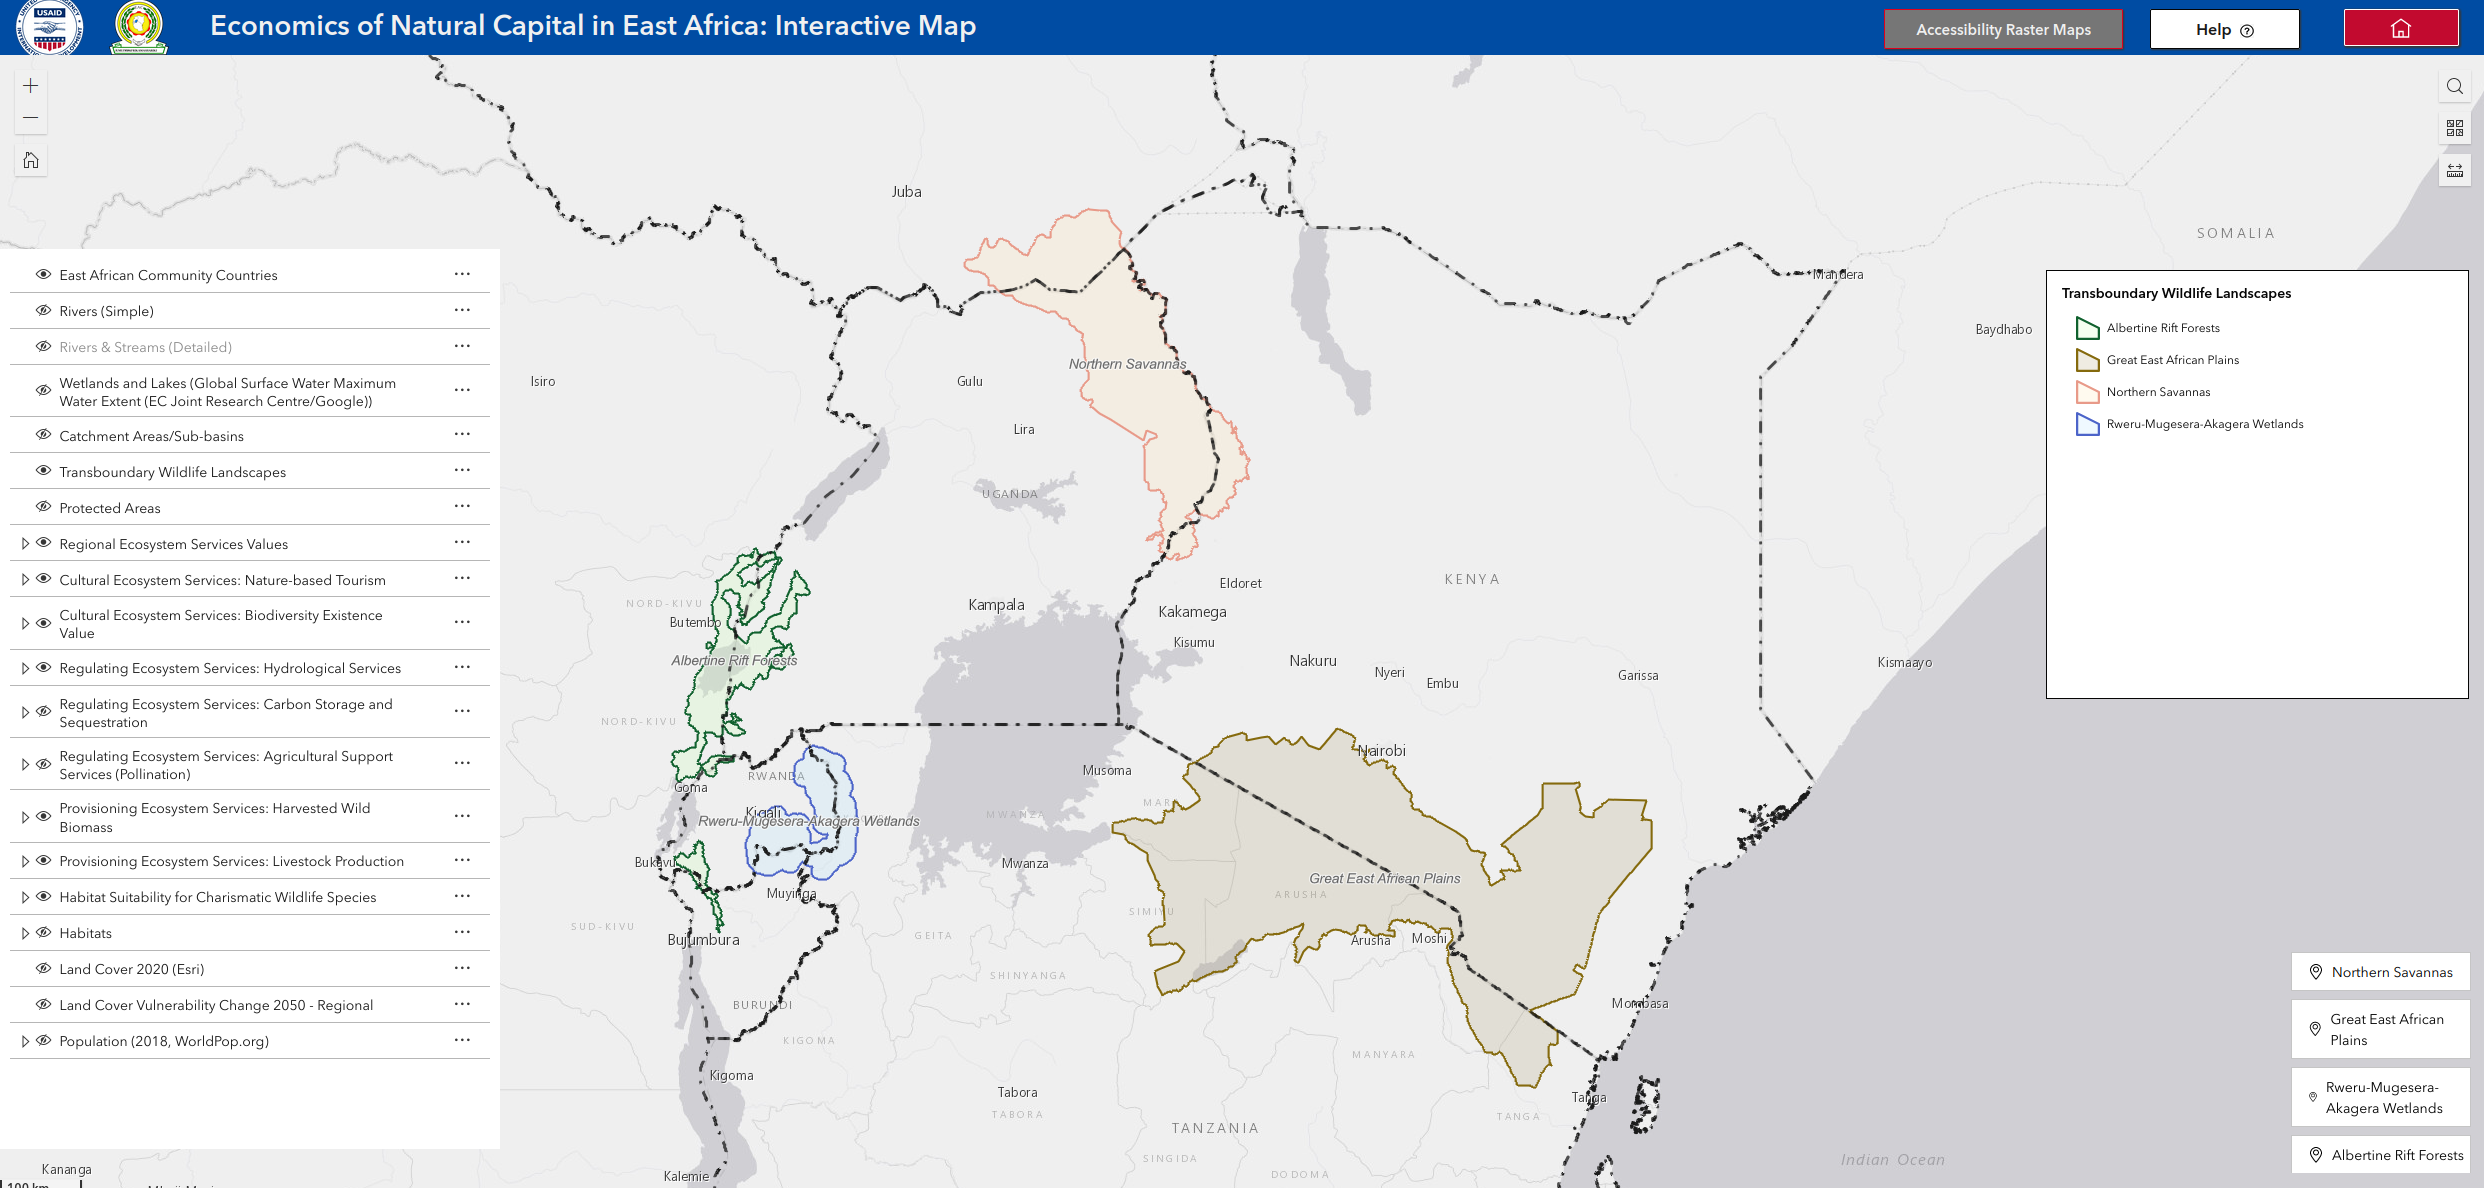 USAID
Economics of Natural Capital in East Africa: Interactive Map
Accessibility Raster Maps
Help
East African Community Countries
Rivers (Simple)
Rivers & Streams (Detailed)
Wetlands and Lakes (Global Surface Water Maximum
Water Extent (EC Joint Research Centre/Google))
Catchment Areas/Sub-basins
Transboundary Wildlife Landscapes
Protected Areas
Regional Ecosystem Services Values
Cultural Ecosystem Services: Nature-based Tourism
Cultural Ecosystem Services: Biodiversity Existence
Value
Regulating Ecosystem Services: Hydrological Services
Regulating Ecosystem Services: Carbon Storage and
Sequestration
Regulating Ecosystem Services: Agricultural Support
Services (Pollination)
Provisioning Ecosystem Services: Harvested Wild
Biomass
Provisioning Ecosystem Services: Livestock Production
Habitat Suitability for Charismatic Wildlife Species
Habitats
Land Cover 2020 (Esri)
Land Cover Vulnerability Change 2050 - Regional
Population (2018, WorldPop.org)
Juba
SOMALIA
Mandera
Baydhabo
Isiro
Gulu
Northern Savannas
Lira
UGANDA
Eldoret
KENYA
NORD-KIVU
Kampala
Kakamega
Butembo
Kisumu
Albertine Rift Forests
Nakuru
Nyeri
Embu
Garissa
Kismaayo
NORD-KIVU
Nairobi
Musoma
RWANDA
Goma
MARA
Kigali
MWANZA
Rweru-Mugesera-Akagera Wetlands
Bukavu
Mwanza
Great East African Plains
Muyinga
ARUSHA
SIMIYU
SUD-KIVU
GEITA
Bujumbura
Arusha
Moshi
SHINYANGA
BURUNDI
Mombasa
KIGOMA
MANYARA
Kigoma
Tabora
Tanga
TABORA
TANGA
TANZANIA
SINGIDA
Indian Ocean
Kananga
Kalemie
DODOMA
100 km
Transboundary Wildlife Landscapes
Albertine Rift Forests
Great East African Plains
Northern Savannas
Rweru-Mugesera-Akagera Wetlands
Northern Savannas
Great East African
Plains
Rweru-Mugesera-
Akagera Wetlands
Albertine Rift Forests